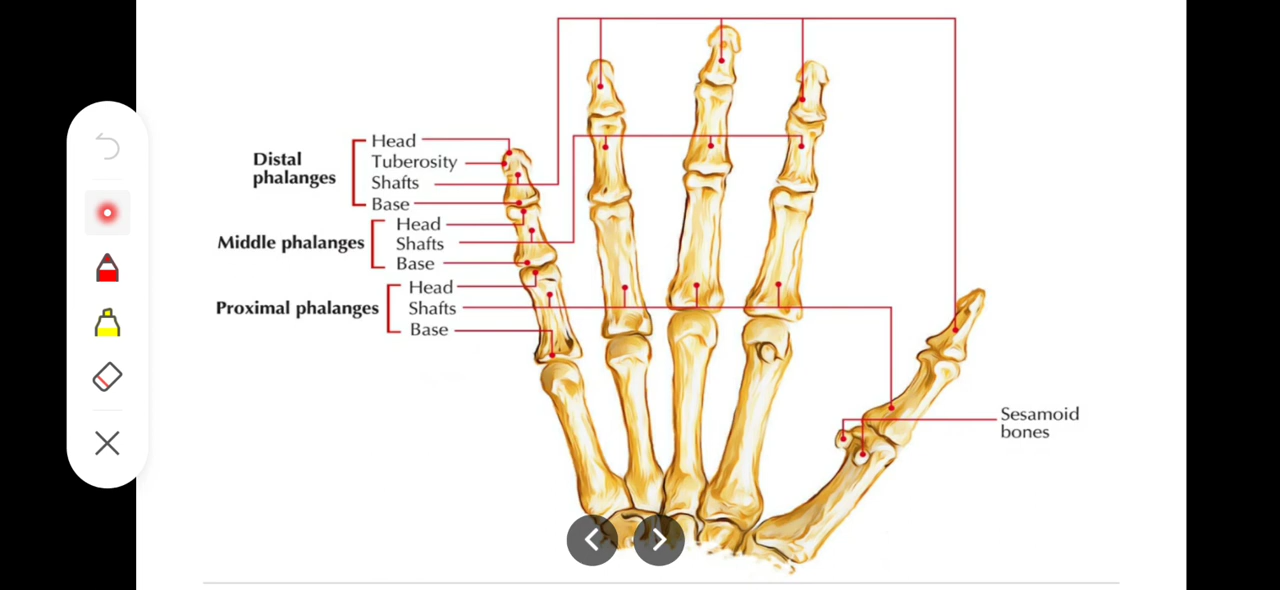 Distal
phalanges
Head
Tuberosity
Shafts
Base
Middle phalanges
Head
Shafts
Base
Proximal phalanges
Head
Shafts
Base
Sesamoid
bones